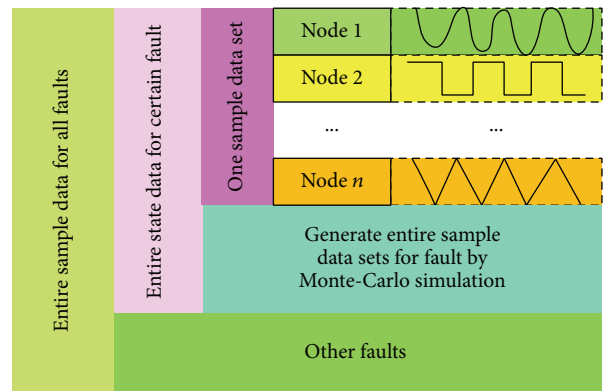 Entire sample data for all faults
Entire state data for certain fault
One sample data set
Node 1
Node 2
... ...
Node n
Generate entire sample
data sets for fault by
Monte-Carlo simulation
Other faults